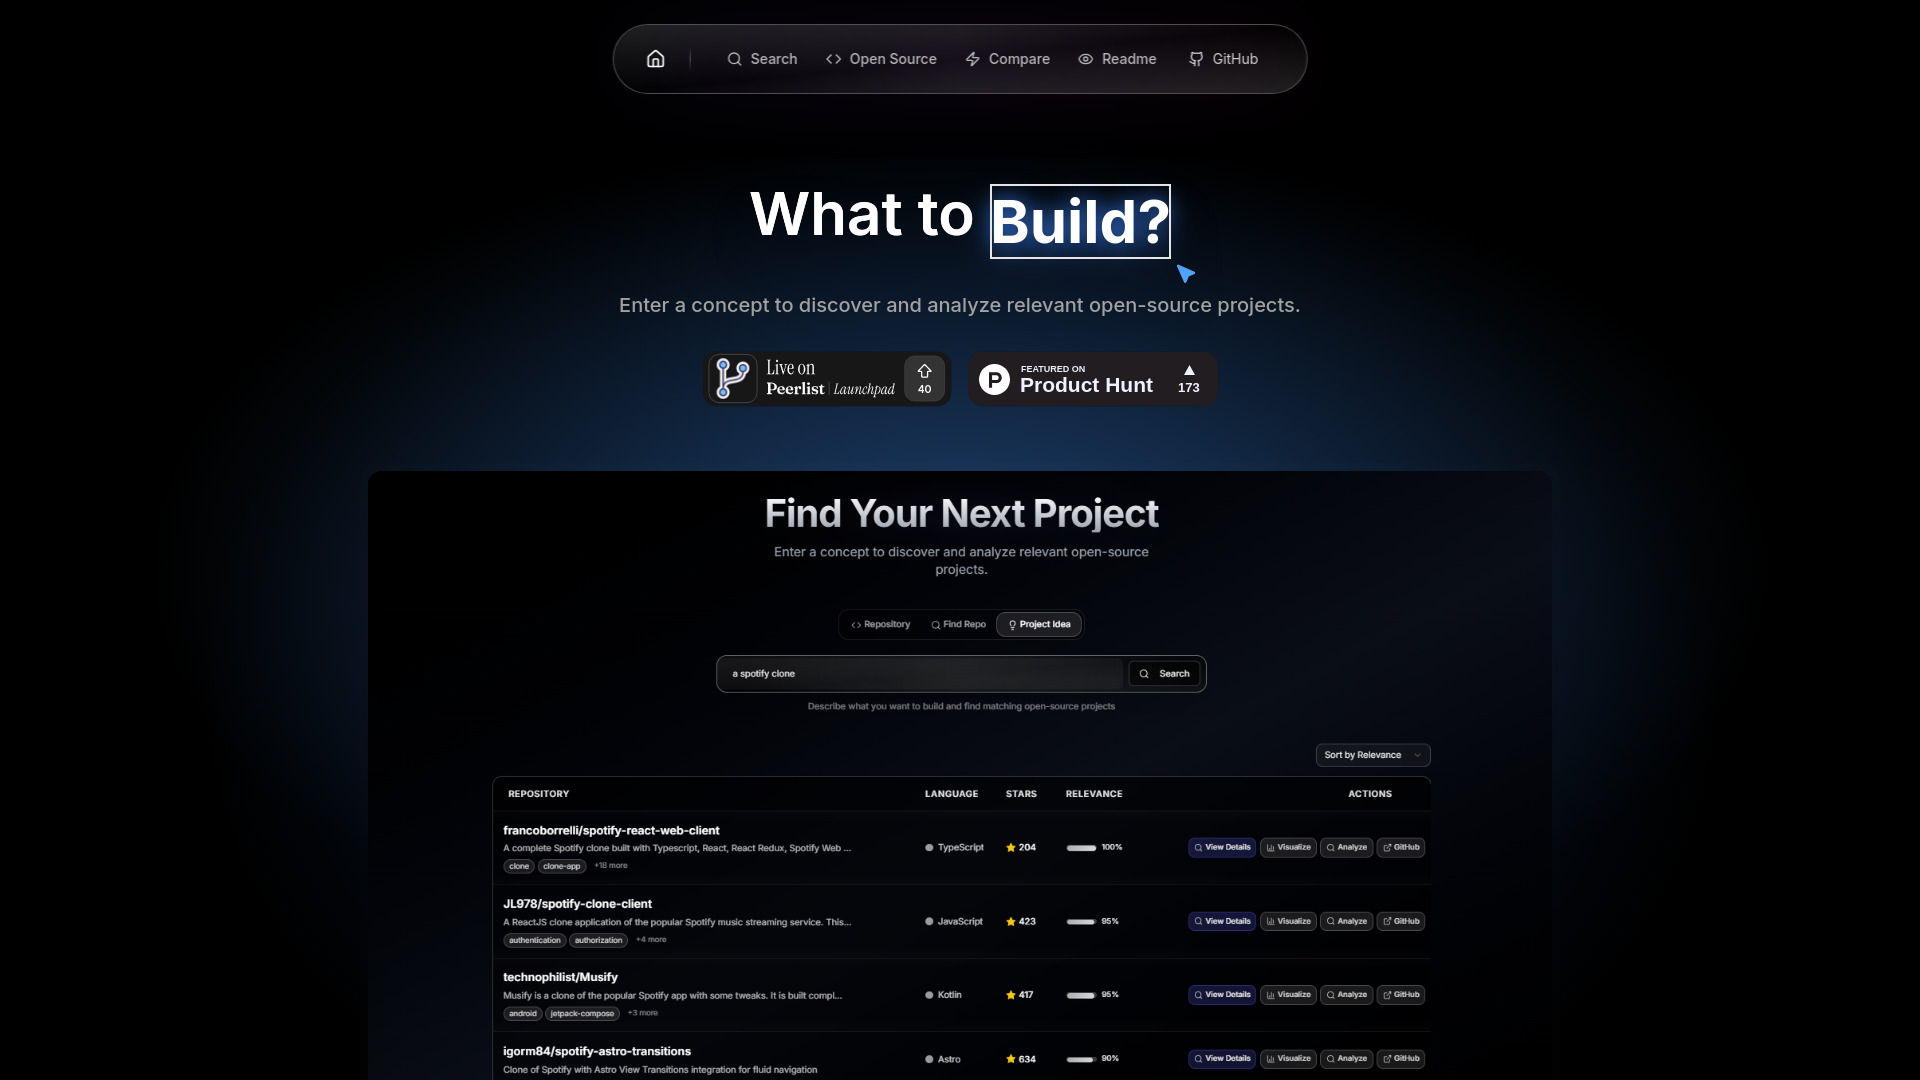 Search
Open Source
Compare
Readme
GitHub
What to Build?
Enter a concept to discover and analyze relevant open-source projects.
Live on
Peerlist | Launchpad
40
FEATURED ON
Product Hunt
173
Find Your Next Project
Enter a concept to discover and analyze relevant open-source
projects.
Repository
Find Repo
Project Idea
a spotify clone
Search
Describe what you want to build and find matching open-source projects
Sort by Relevance
REPOSITORY LANGUAGE STARS RELEVANCE ACTIONS
francoborrelli/spotify-react-web-client
A complete Spotify clone built with Typescript, React, React Redux, Spotify Web ...
clone clone-app +18 more
TypeScript 204 100% View Details Visualize Analyze GitHub
JL978/spotify-clone-client
A ReactJS clone application of the popular Spotify music streaming service. This...
authentication authorization +4 more
JavaScript 423 95% View Details Visualize Analyze GitHub
technophilist/Musify
Musify is a clone of the popular Spotify app with some tweaks. It is built compl...
android jetpack-compose +3 more
Kotlin 417 95% View Details Visualize Analyze GitHub
igorm84/spotify-astro-transitions
Clone of Spotify with Astro View Transitions integration for fluid navigation
Astro 634 90% View Details Visualize Analyze GitHub